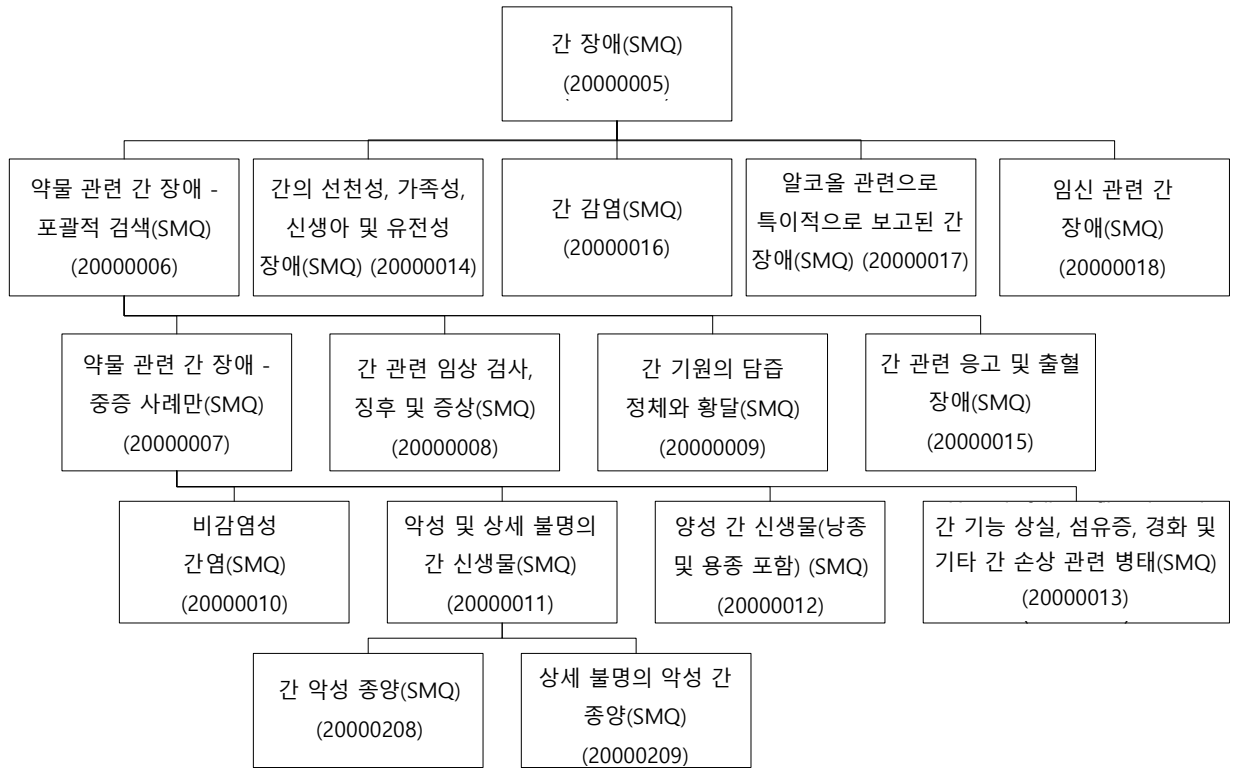 간 장애(SMQ)
(20000005)
약물 관련 간 장애 -
포괄적 검색(SMQ)
(20000006)
간의 선천성, 가족성,
신생아 및 유전성
장애(SMQ) (20000014)
간 감염(SMQ)
(20000016)
알코올 관련으로
특이적으로 보고된 간
장애(SMQ) (20000017)
임신 관련 간
장애(SMQ)
(20000018)
약물 관련 간 장애 -
중증 사례만(SMQ)
(20000007)
간 관련 임상 검사,
징후 및 증상(SMQ)
(20000008)
간 기원의 담즙
정체와 황달(SMQ)
(20000009)
간 관련 응고 및 출혈
장애(SMQ)
(20000015)
비감염성
간염(SMQ)
(20000010)
악성 및 상세 불명의
간 신생물(SMQ)
(20000011)
양성 간 신생물(낭종
및 용종 포함) (SMQ)
(20000012)
간 기능 상실, 섬유증, 경화 및
기타 간 손상 관련 병태(SMQ)
(20000013)
간 악성 종양(SMQ)
(20000208)
상세 불명의 악성 간
종양(SMQ)
(20000209)